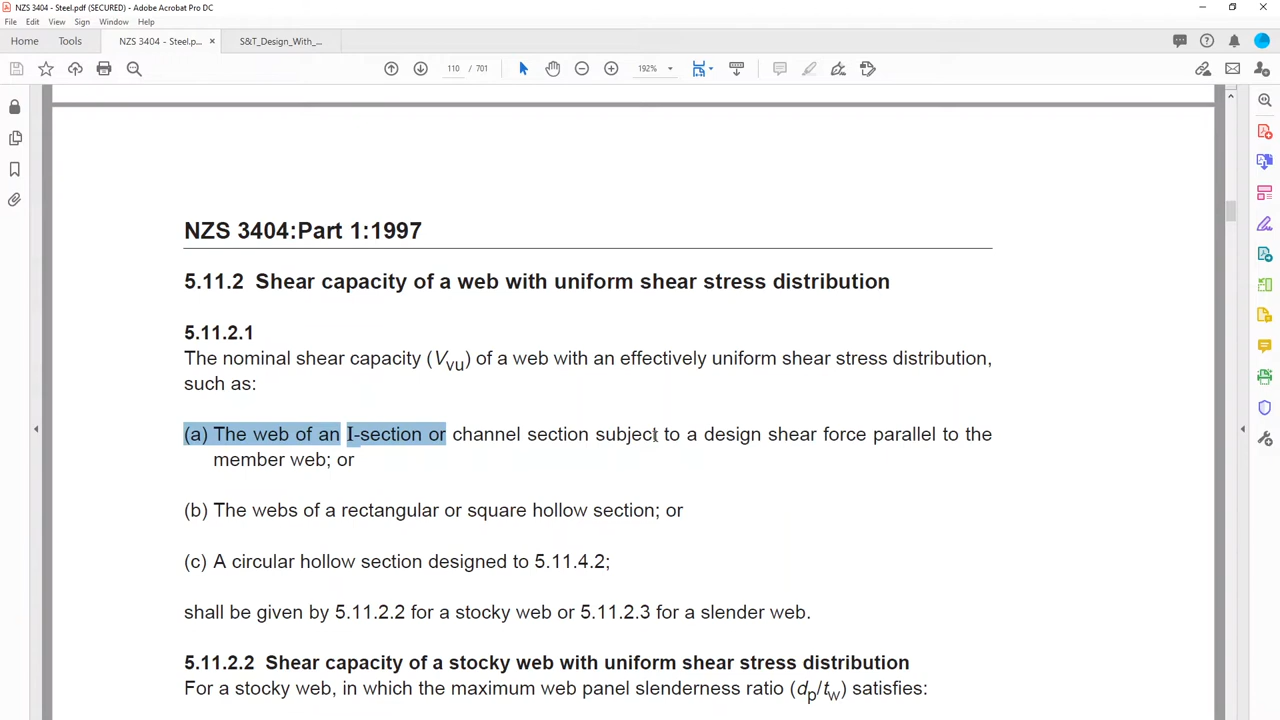 NZS 3404 - Steel.pdf (SECURED) - Adobe Acrobat Pro DC
File Edit View Sign Window Help
Home Tools NZS 3404 - Steel.p... × S&T_Design_With_...
110 / 701 192%
NZS 3404:Part 1:1997
5.11.2 Shear capacity of a web with uniform shear stress distribution
5.11.2.1
The nominal shear capacity (Vvu) of a web with an effectively uniform shear stress distribution,
such as:
(a) The web of an I-section or channel section subject to a design shear force parallel to the
member web; or
(b) The webs of a rectangular or square hollow section; or
(c) A circular hollow section designed to 5.11.4.2;
shall be given by 5.11.2.2 for a stocky web or 5.11.2.3 for a slender web.
5.11.2.2 Shear capacity of a stocky web with uniform shear stress distribution
For a stocky web, in which the maximum web panel slenderness ratio (dp/tw) satisfies: